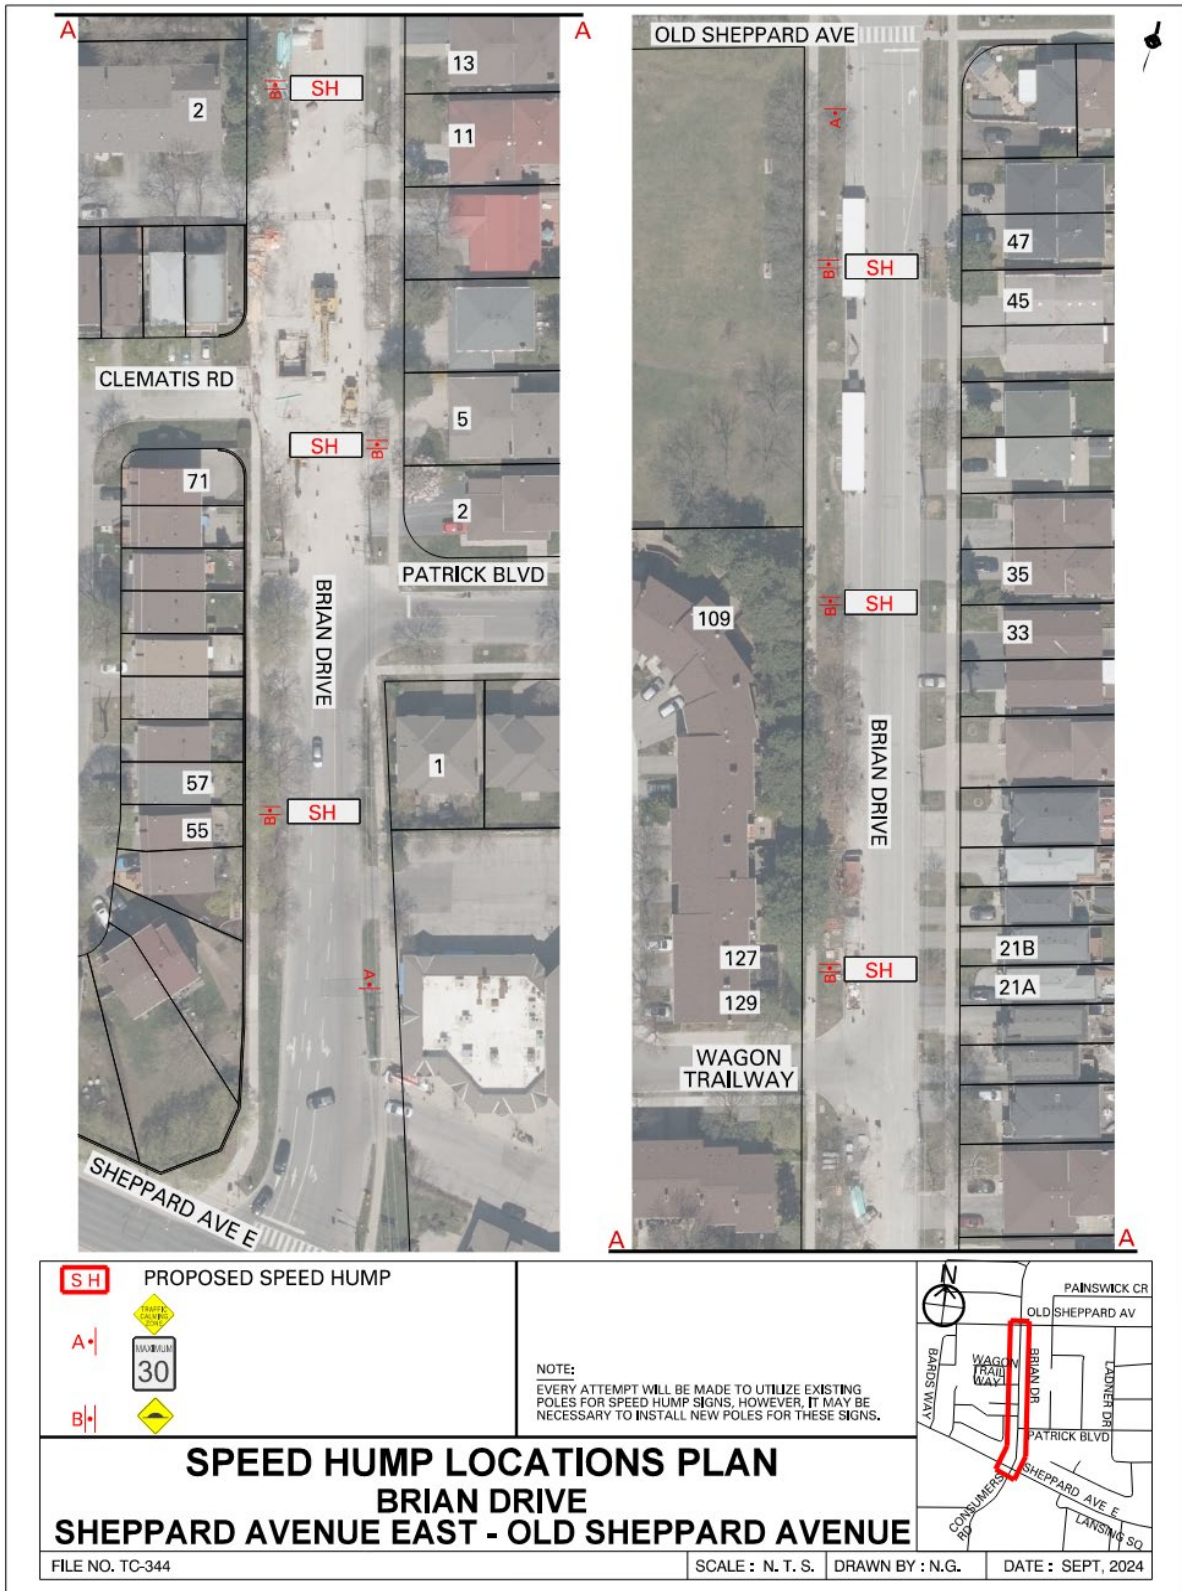 A
A
13
B
SH
2
11
CLEMATIS RD
5
SH
B
71
2
PATRICK BLVD
BRIAN DRIVE
1
57
B
SH
55
A
SHEPPARD AVE E
OLD SHEPPARD AVE
A
47
B
SH
45
35
B
SH
109
33
BRIAN DRIVE
21B
127
B
SH
21A
129
WAGON
TRAILWAY
A
A
SH
PROPOSED SPEED HUMP
TRAFFIC
CALMING
ZONE
A
MAXIMUM
30
B
NOTE:
EVERY ATTEMPT WILL BE MADE TO UTILIZE EXISTING
POLES FOR SPEED HUMP SIGNS, HOWEVER, IT MAY BE
NECESSARY TO INSTALL NEW POLES FOR THESE SIGNS.
N
PAINSWICK CR
OLD SHEPPARD AV
BARDS WAY
WAGON
TRAIL
WAY
BRIAN DR
LADNER DR
PATRICK BLVD
SHEPPARD AVE E
CONSUMERS
RD
LANSING SQ
SPEED HUMP LOCATIONS PLAN
BRIAN DRIVE
SHEPPARD AVENUE EAST - OLD SHEPPARD AVENUE
FILE NO. TC-344
SCALE : N. T. S.
DRAWN BY : N.G.
DATE : SEPT, 2024